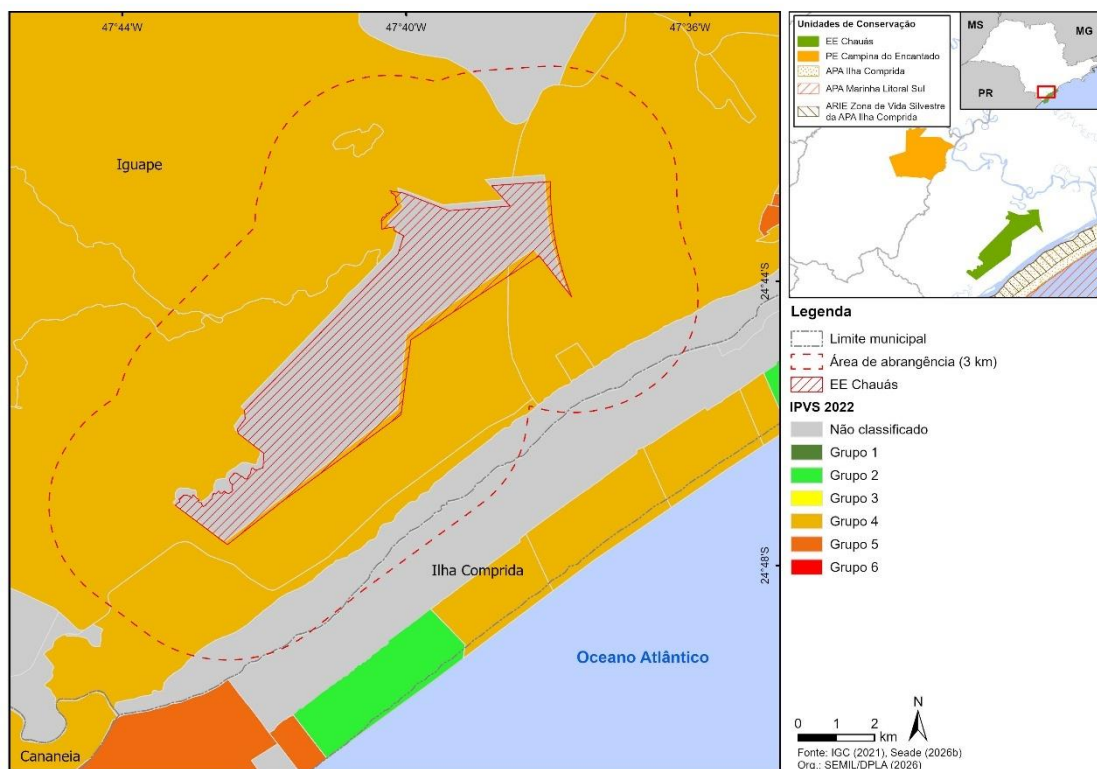 47°44'W
47°40'W
47°36'W
Iguape
24°44'S
24°48'S
Ilha Comprida
Oceano Atlântico
Cananeia
Unidades de Conservação
EE Chauás
PE Campina do Encantado
APA Ilha Comprida
APA Marinha Litoral Sul
ARIE Zona de Vida Silvestre
da APA Ilha Comprida
MS
MG
PR
Legenda
Limite municipal
Área de abrangência (3 km)
EE Chauás
IPVS 2022
Não classificado
Grupo 1
Grupo 2
Grupo 3
Grupo 4
Grupo 5
Grupo 6
0 1 2
km
N
Fonte: IGC (2021), Seade (2026b)
Org.: SEMIL/DPLA (2026)